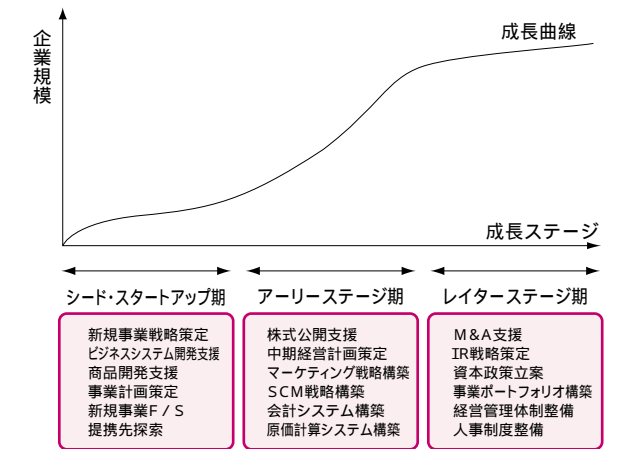 企業規模
成長曲線
成長ステージ
シード・スタートアップ期
アーリーステージ期
レイターステージ期
新規事業戦略策定
ビジネスシステム開発支援
商品開発支援
事業計画策定
新規事業F/S
提携先探索
株式公開支援
中期経営計画策定
マーケティング戦略構築
SCM戦略構築
会計システム構築
原価計算システム構築
M&A支援
IR戦略策定
資本政策立案
事業ポートフォリオ構築
経営管理体制整備
人事制度整備